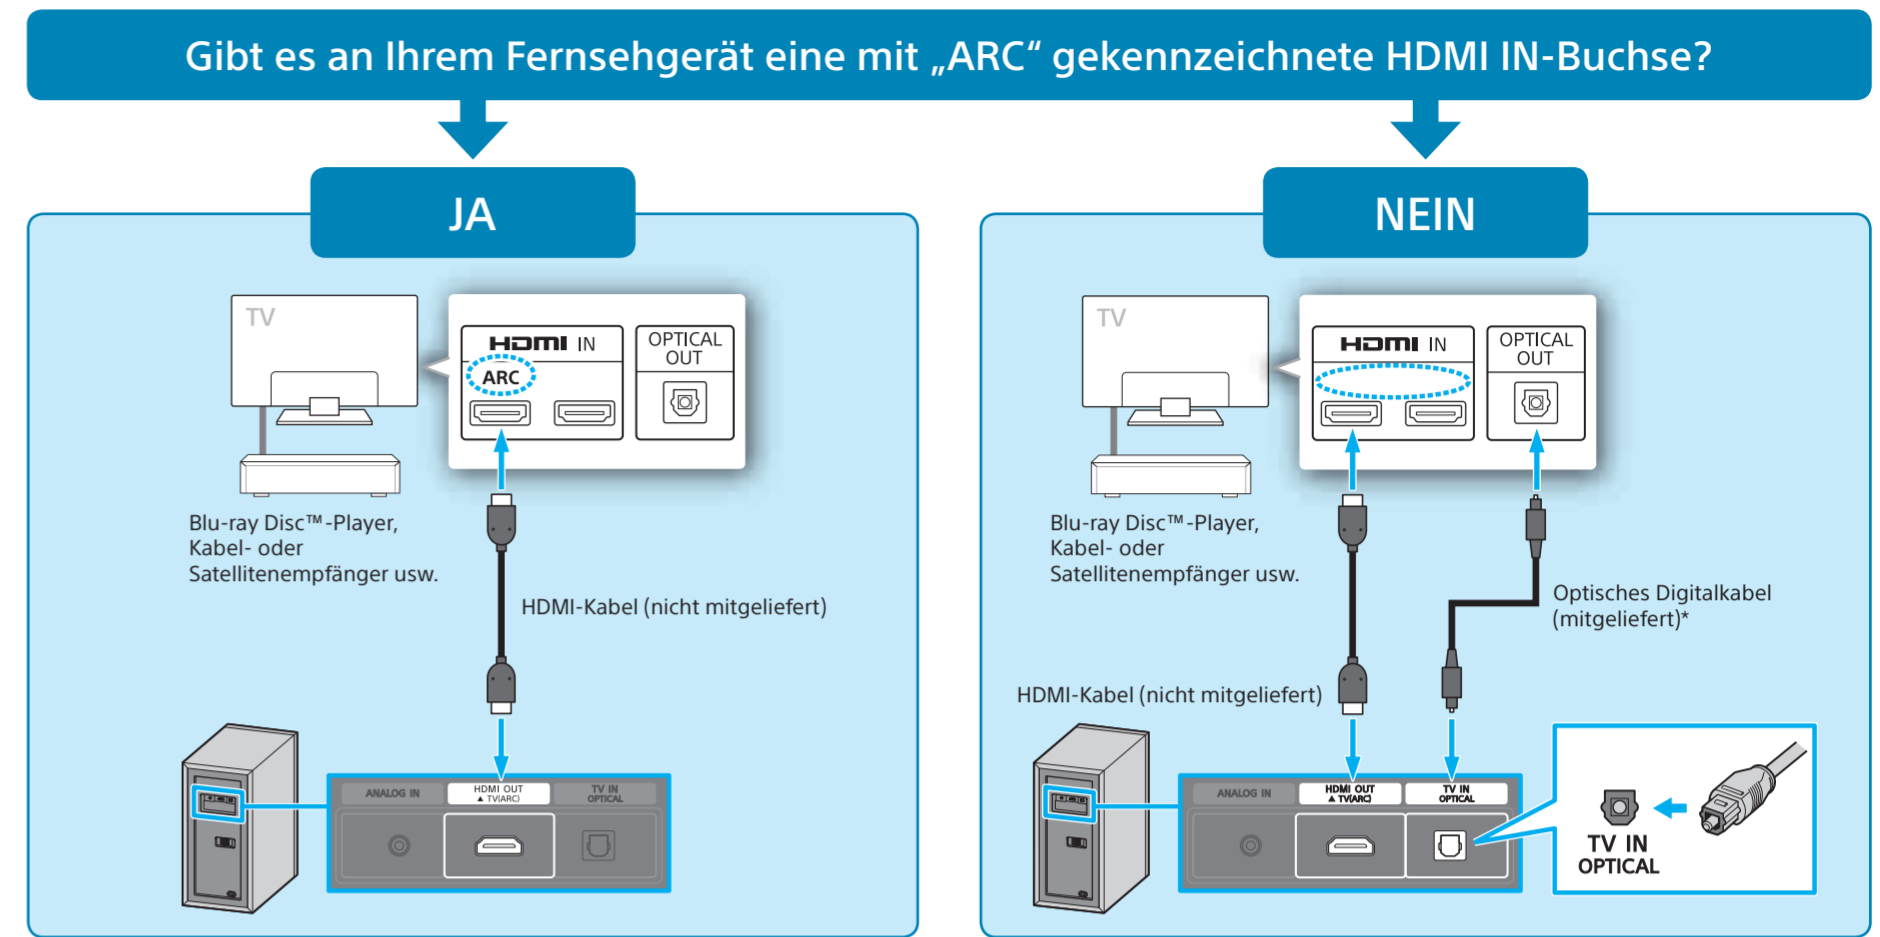 Gibt es an Ihrem Fernsehgerät eine mit „ARC“ gekennzeichnete HDMI IN-Buchse?
JA
TV
HDMI IN
ARC
OPTICAL
OUT
Blu-ray Disc™-Player,
Kabel- oder
Satellitenempfänger usw.
HDMI-Kabel (nicht mitgeliefert)
ANALOG IN
HDMI OUT
▲ TV(ARC)
TV IN
OPTICAL
NEIN
TV
HDMI IN
OPTICAL
OUT
Blu-ray Disc™-Player,
Kabel- oder
Satellitenempfänger usw.
Optisches Digitalkabel
(mitgeliefert)*
HDMI-Kabel (nicht mitgeliefert)
ANALOG IN
HDMI OUT
▲ TV(ARC)
TV IN
OPTICAL
TV IN
OPTICAL